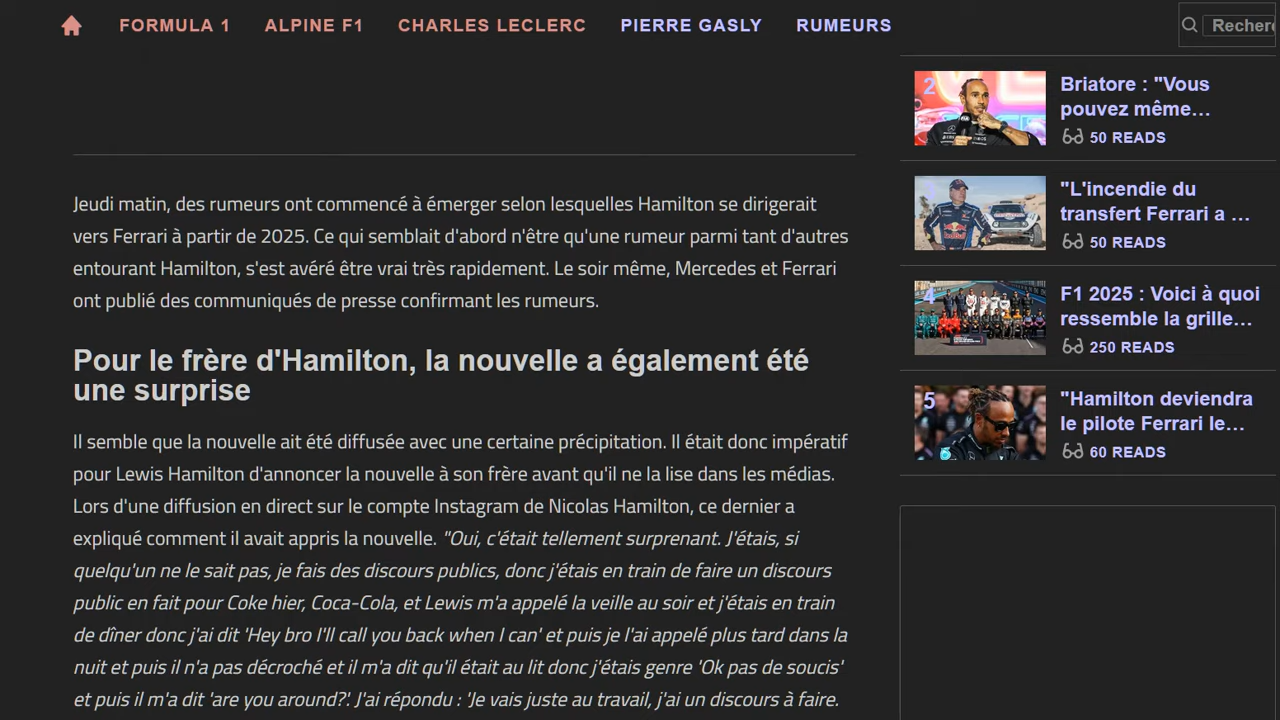 FORMULA 1
ALPINE F1
CHARLES LECLERC
PIERRE GASLY
RUMEURS
Jeudi matin, des rumeurs ont commencé à émerger selon lesquelles Hamilton se dirigerait
vers Ferrari à partir de 2025. Ce qui semblait d'abord n'être qu'une rumeur parmi tant d'autres
entourant Hamilton, s'est avéré être vrai très rapidement. Le soir même, Mercedes et Ferrari
ont publié des communiqués de presse confirmant les rumeurs.
Pour le frère d'Hamilton, la nouvelle a également été
une surprise
Il semble que la nouvelle ait été diffusée avec une certaine précipitation. Il était donc impératif
pour Lewis Hamilton d'annoncer la nouvelle à son frère avant qu'il ne la lise dans les médias.
Lors d'une diffusion en direct sur le compte Instagram de Nicolas Hamilton, ce dernier a
expliqué comment il avait appris la nouvelle. "Oui, c'était tellement surprenant. J'étais, si
quelqu'un ne le sait pas, je fais des discours publics, donc j'étais en train de faire un discours
public en fait pour Coke hier, Coca-Cola, et Lewis m'a appelé la veille au soir et j'étais en train
de dîner donc j'ai dit 'Hey bro I'll call you back when I can' et puis je l'ai appelé plus tard dans la
nuit et puis il n'a pas décroché et il m'a dit qu'il était au lit donc j'étais genre 'Ok pas de soucis'
et puis il m'a dit 'are you around?'. J'ai répondu : 'Je vais juste au travail, j'ai un discours à faire.
2
Briatore : "Vous
pouvez même...
50 READS
"L'incendie du
transfert Ferrari a ...
50 READS
4
F1 2025 : Voici à quoi
ressemble la grille...
250 READS
5
"Hamilton deviendra
le pilote Ferrari le...
60 READS